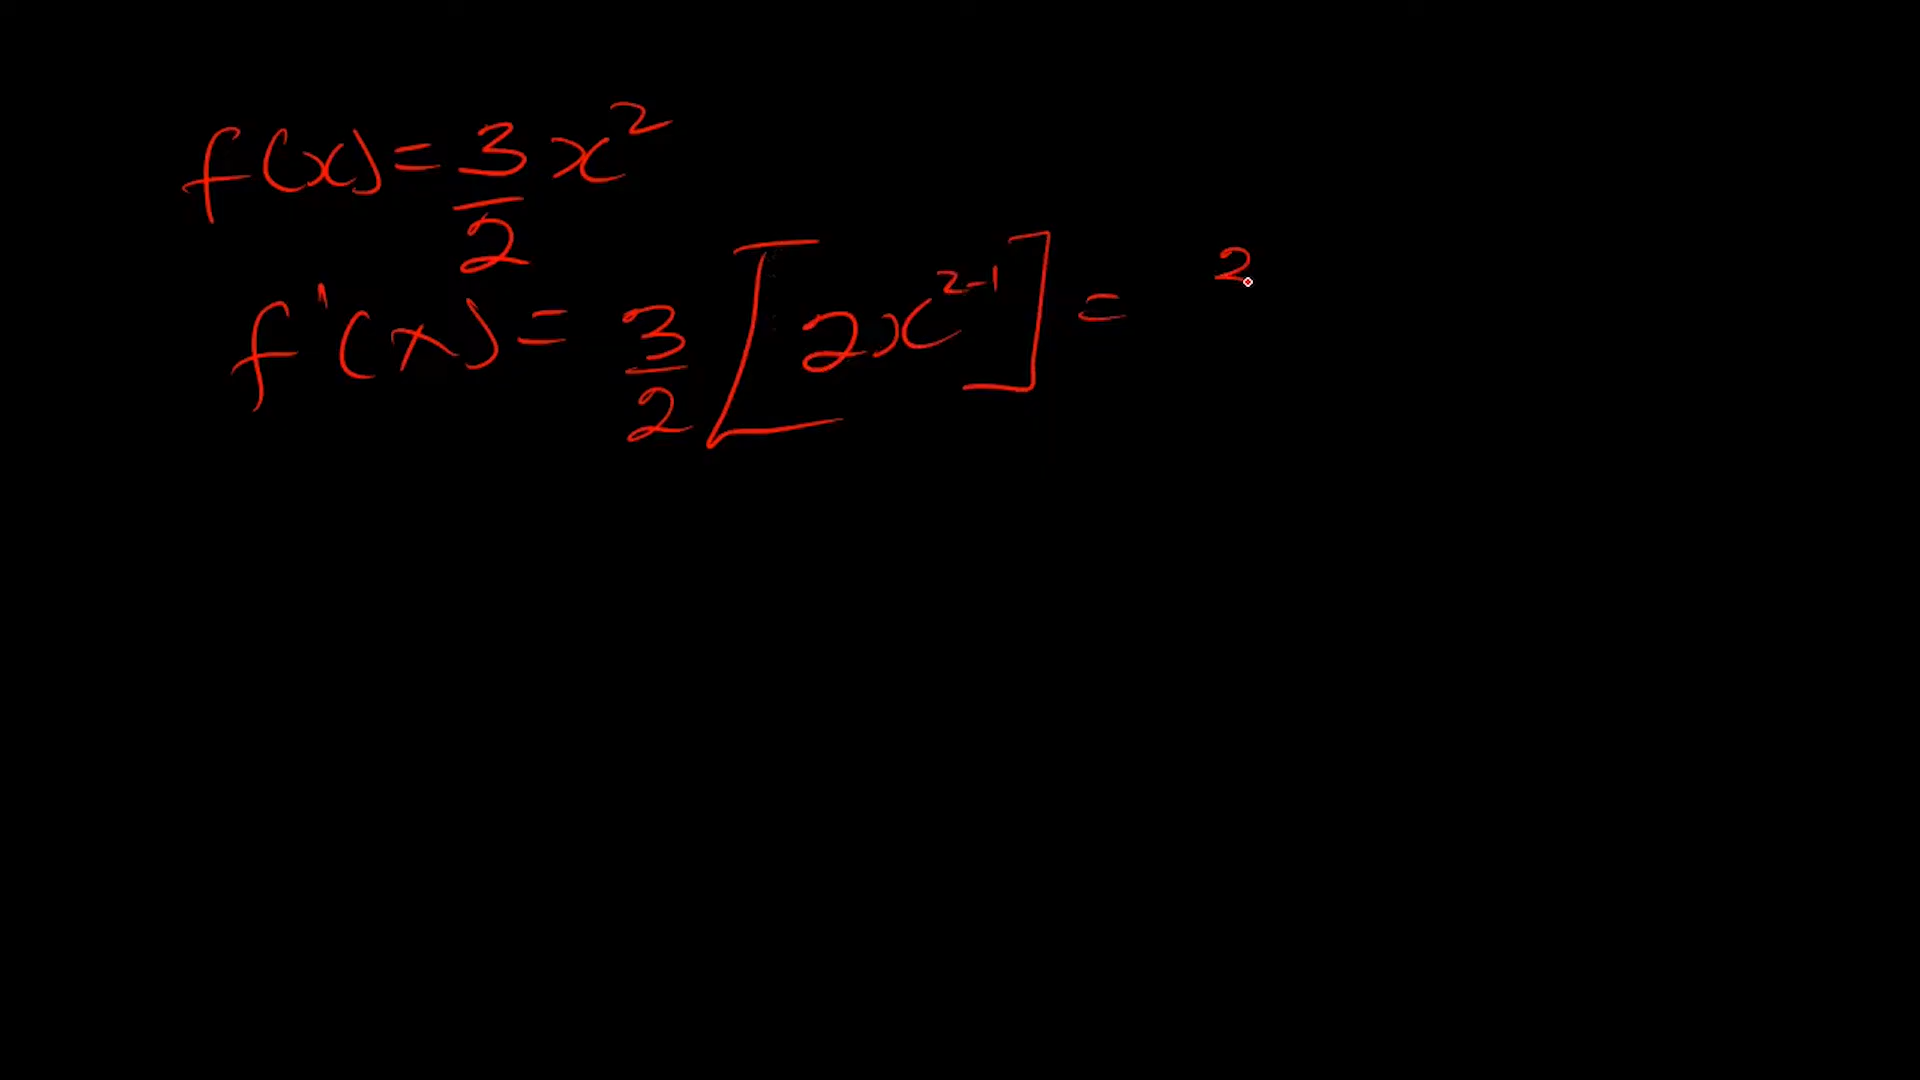 f(x) = 3/2 x²
f'(x) = 3/2 [2x²⁻¹] = 2